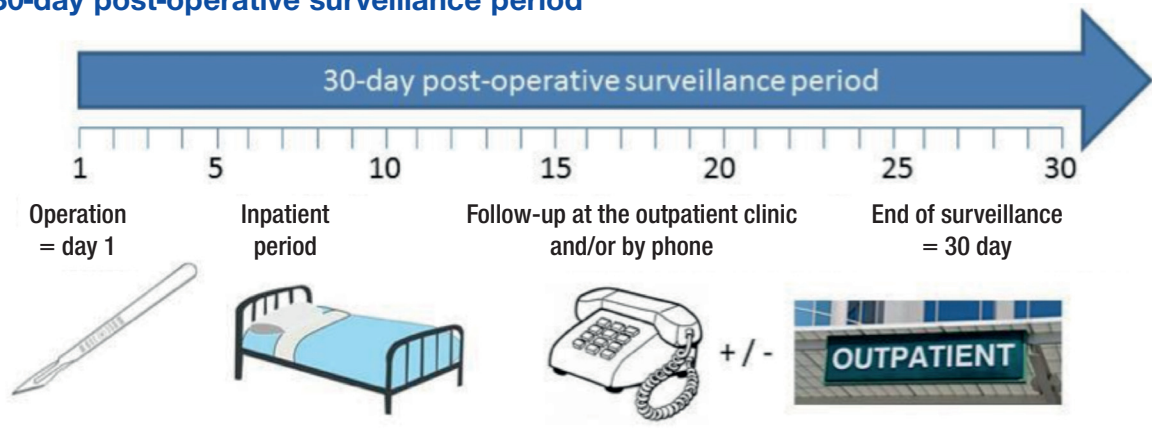 30-day post-operative surveillance period
30-day post-operative surveillance period
1 5 10 15 20 25 30
Operation
= day 1
Inpatient
period
Follow-up at the outpatient clinic
and/or by phone
End of surveillance
= 30 day
+ / -
OUTPATIENT